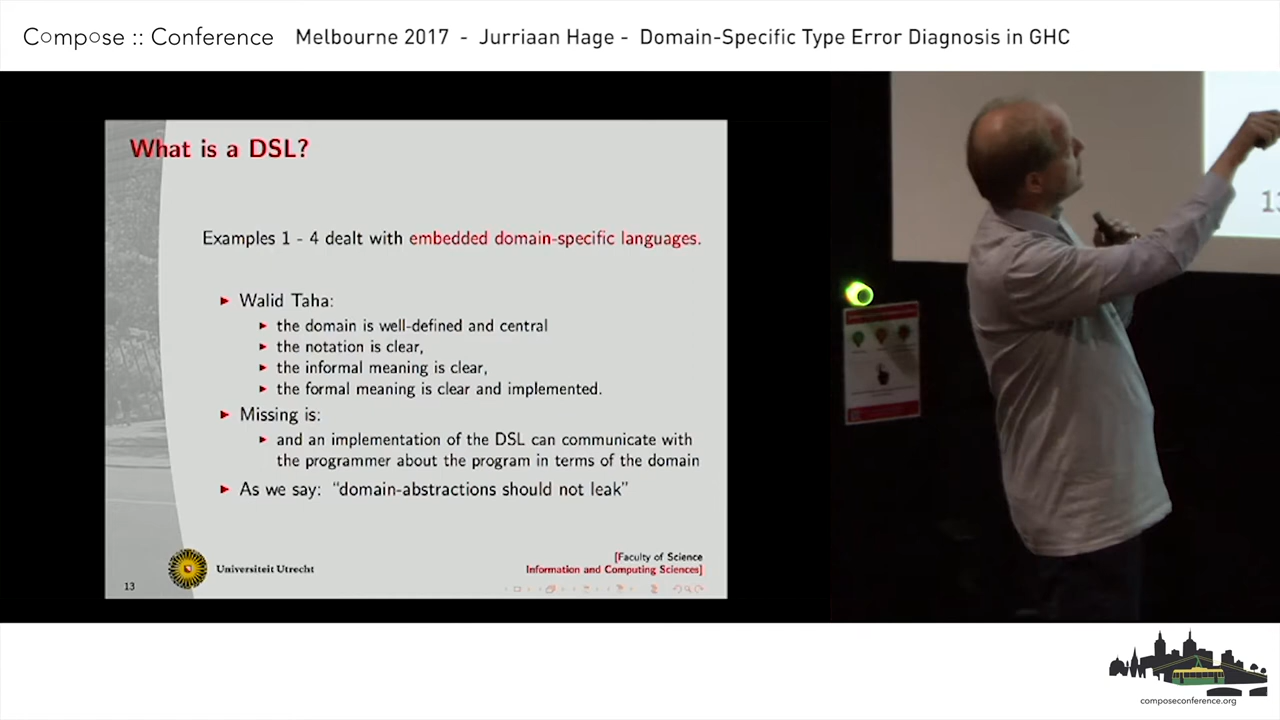 Compose :: Conference Melbourne 2017 - Jurriaan Hage - Domain-Specific Type Error Diagnosis in GHC
What is a DSL?
Examples 1 - 4 dealt with embedded domain-specific languages.
Walid Taha:
the domain is well-defined and central
the notation is clear,
the informal meaning is clear,
the formal meaning is clear and implemented.
Missing is:
and an implementation of the DSL can communicate with
the programmer about the program in terms of the domain
As we say: “domain-abstractions should not leak”
[Faculty of Science
Universiteit Utrecht Information and Computing Sciences]
13
composeconference.org